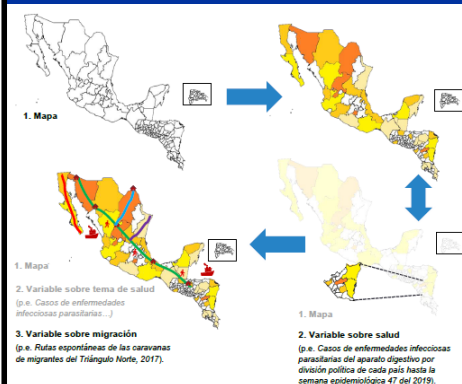 1. Mapa
1. Mapa
2. Variable sobre tema de salud
(p.e. Casos de enfermedades
infecciosas parasitarias...)
3. Variable sobre migración
(p.e. Rutas espontáneas de las caravanas
de migrantes del Triángulo Norte, 2017).
1. Mapa
2. Variable sobre salud
(p.e. Casos de enfermedades infecciosas
parasitarias del aparato digestivo por
división política de cada país hasta la
semana epidemiológica 47 del 2019).